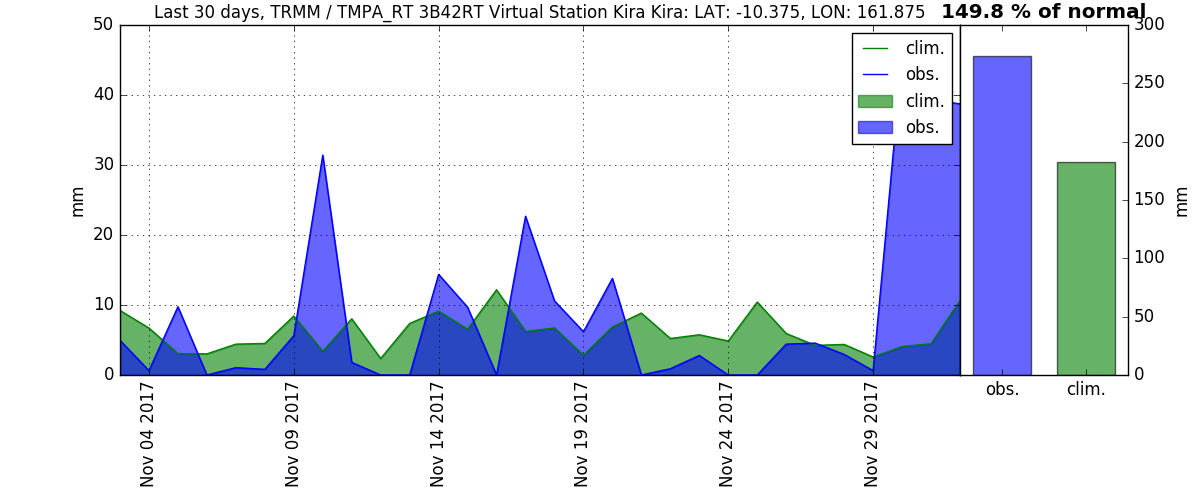 Last 30 days, TRMM / TMPA_RT 3B42RT Virtual Station Kira Kira: LAT: -10.375, LON: 161.875 149.8 % of normal
50
40
30
20
10
0
mm
clim.
obs.
clim.
obs.
300
250
200
150
100
50
0
mm
Nov 04 2017
Nov 09 2017
Nov 14 2017
Nov 19 2017
Nov 24 2017
Nov 29 2017
obs.
clim.